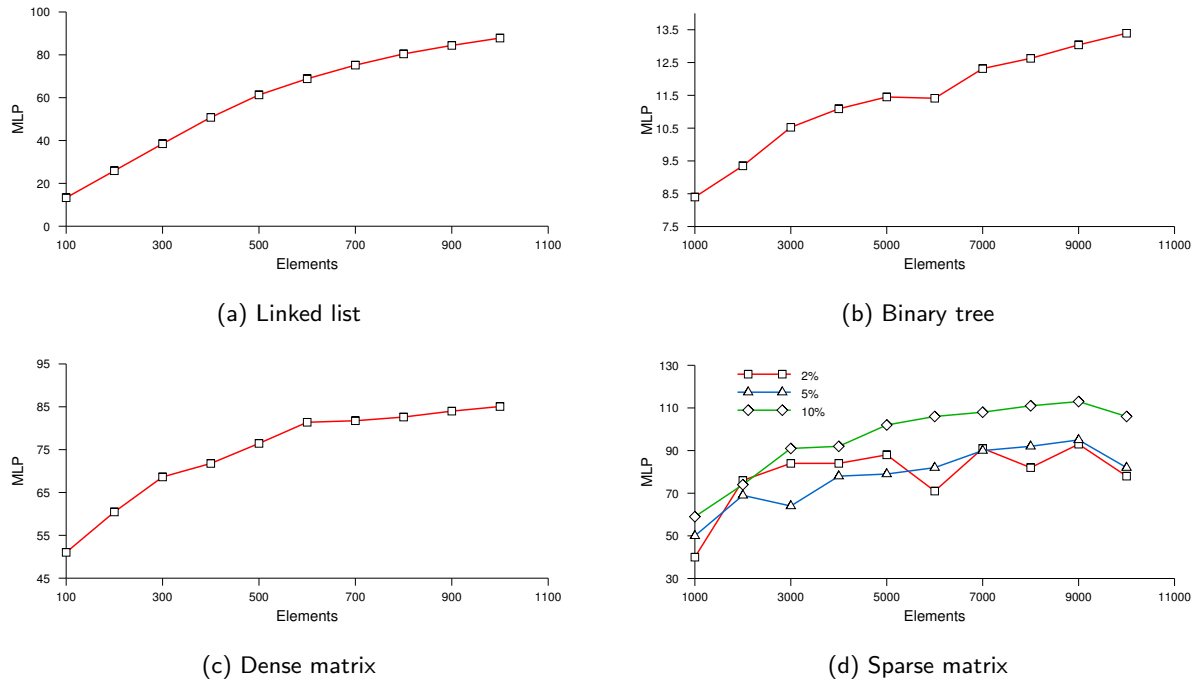 100
80
60
40
20
0
MLP
100 300 500 700 900 1100
Elements
(a) Linked list
13.5
12.5
11.5
10.5
9.5
8.5
7.5
MLP
1000 3000 5000 7000 9000 11000
Elements
(b) Binary tree
95
85
75
65
55
45
MLP
100 300 500 700 900 1100
Elements
(c) Dense matrix
130
110
90
70
50
30
MLP
2%
5%
10%
1000 3000 5000 7000 9000 11000
Elements
(d) Sparse matrix